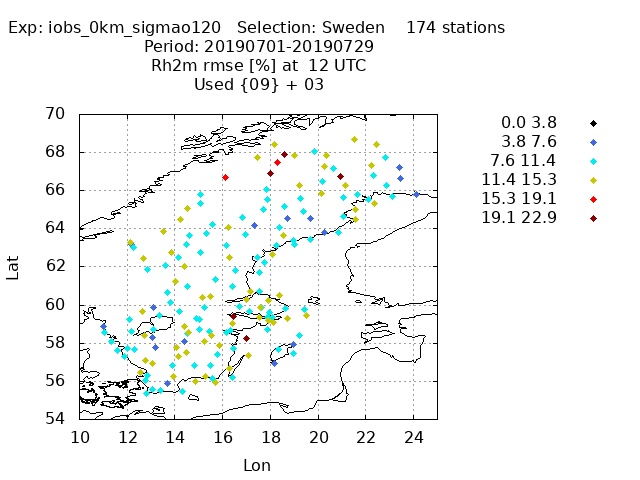 Exp: iobs_0km_sigmao120   Selection: Sweden    174 stations
Period: 20190701-20190729
Rh2m rmse [%] at  12 UTC
Used {09} + 03
0.0 3.8
3.8 7.6
7.6 11.4
11.4 15.3
15.3 19.1
19.1 22.9
70
68
66
64
62
60
58
56
54
Lat
10 12 14 16 18 20 22 24
Lon